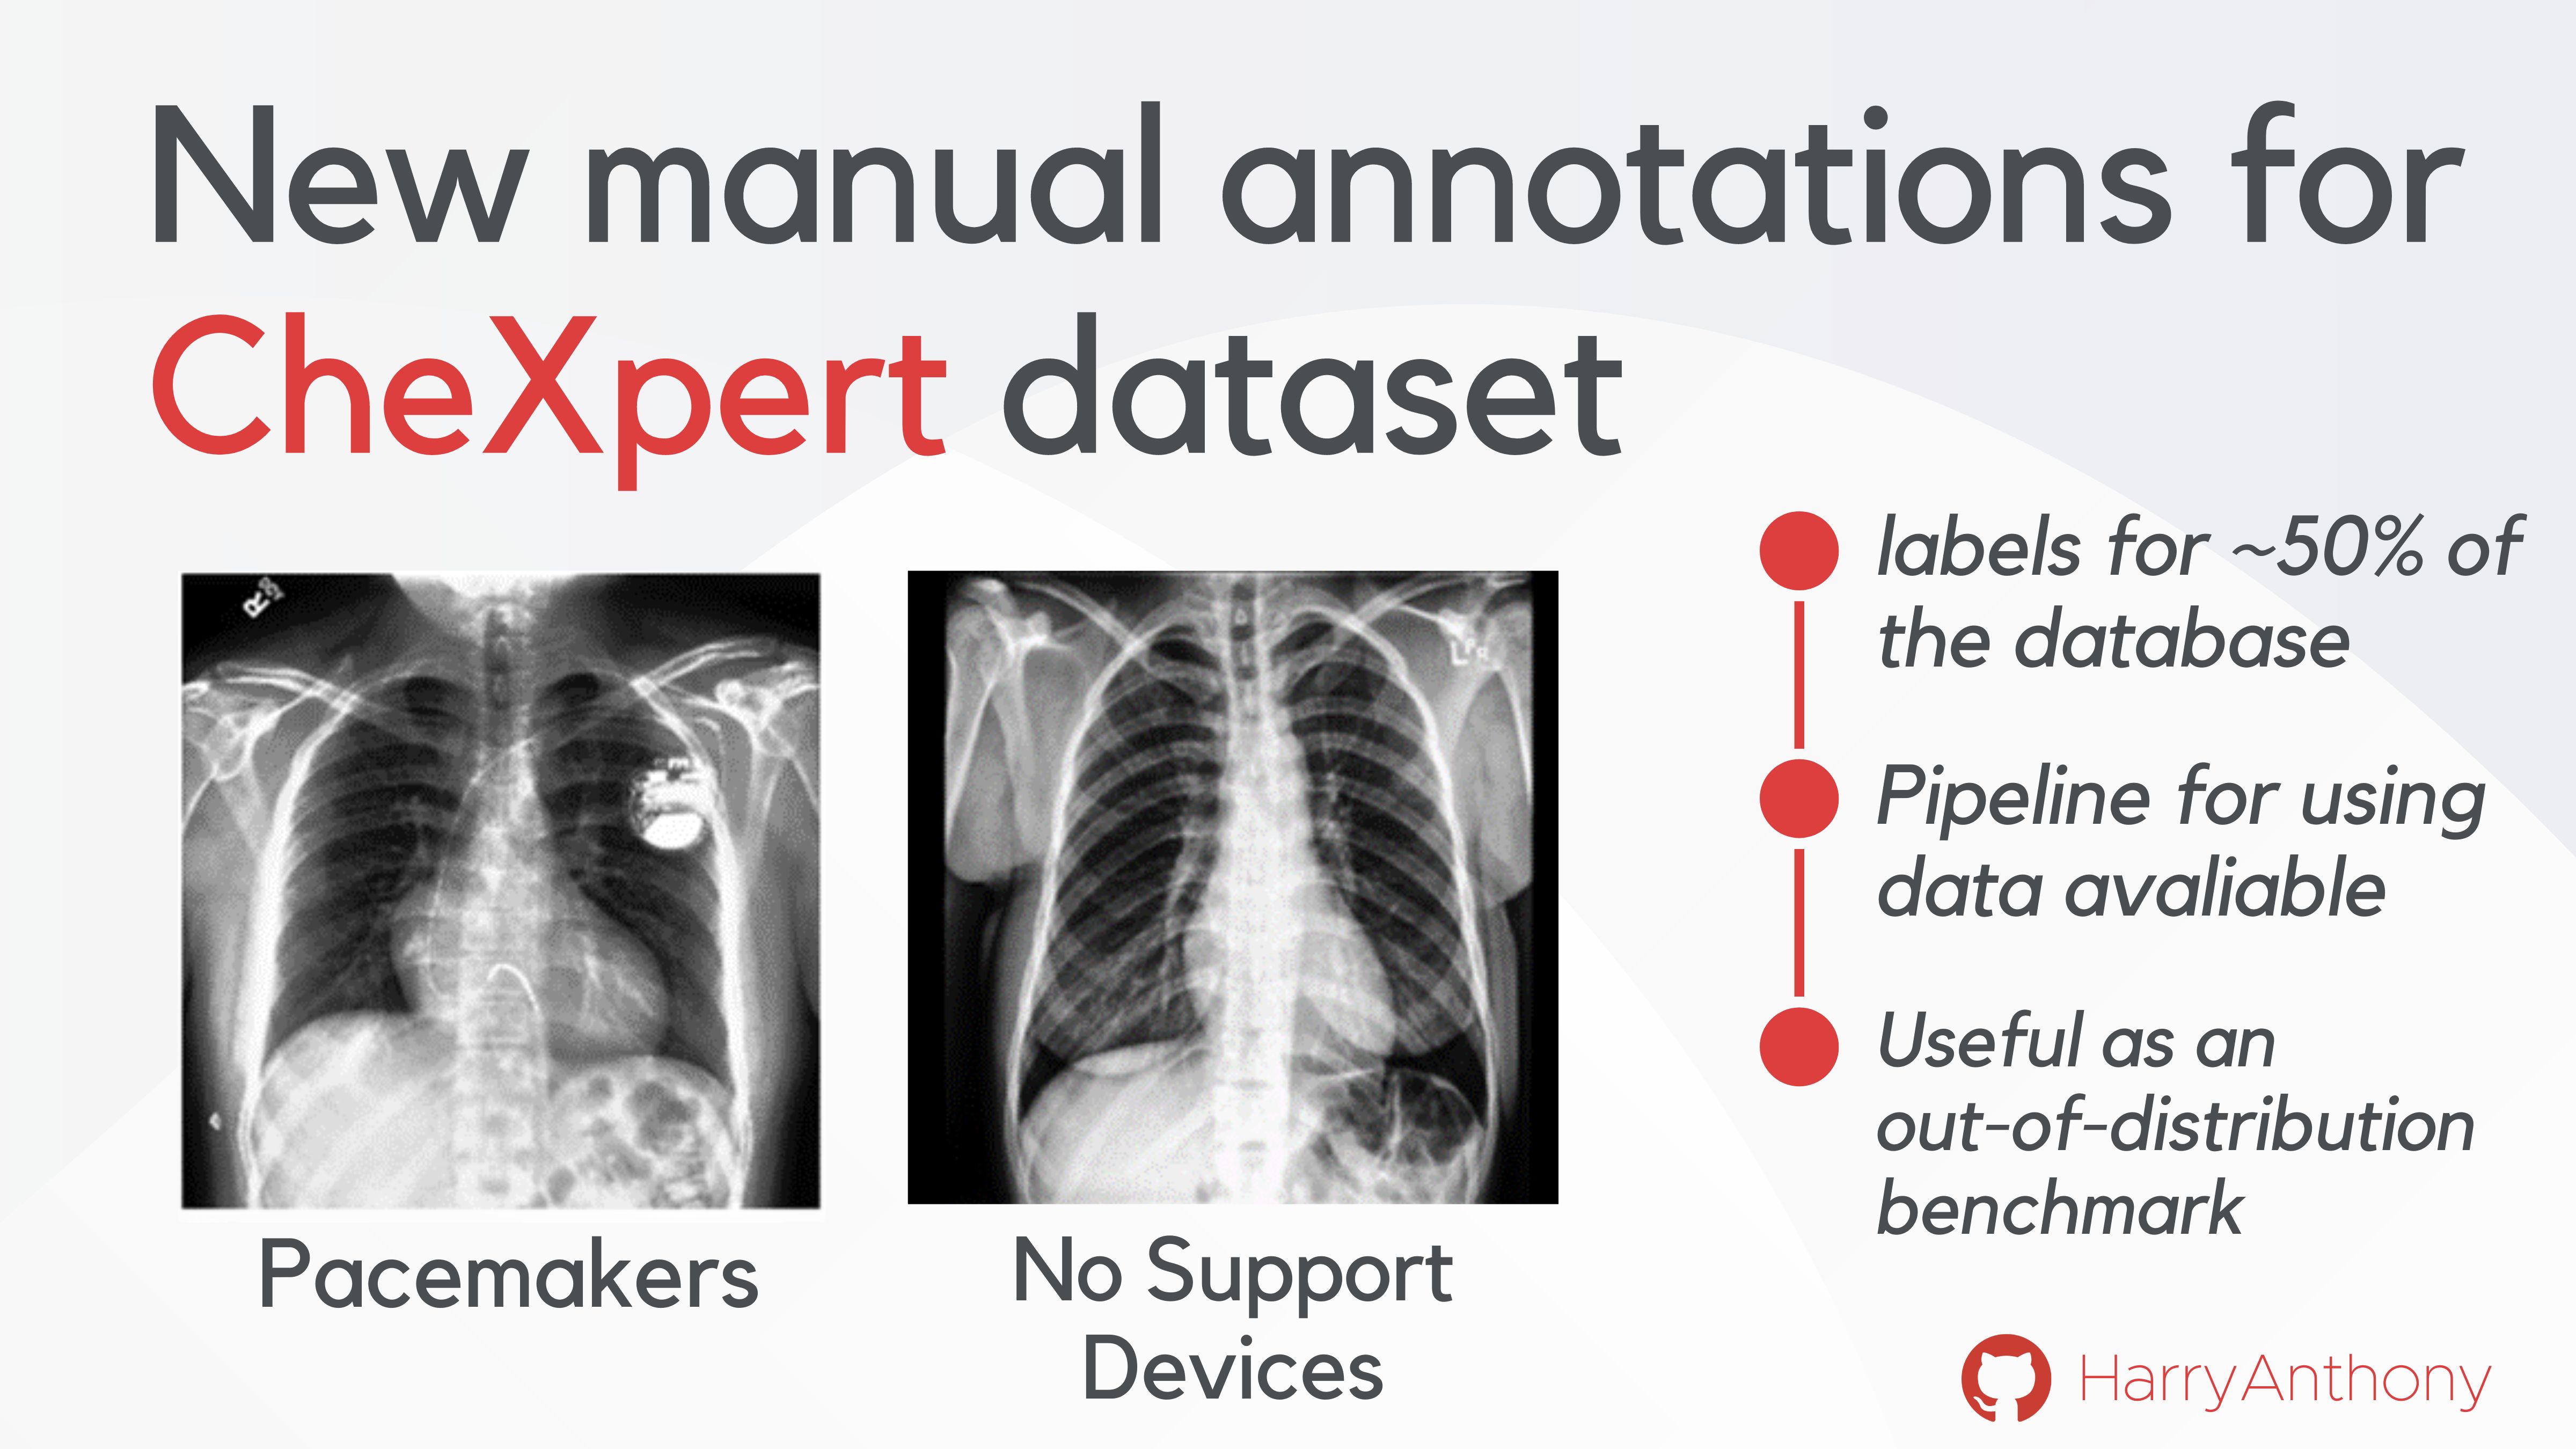 New manual annotations for
CheXpert dataset
labels for ~50% of
the database
Pipeline for using
data avaliable
Useful as an
out-of-distribution
benchmark
Pacemakers
No Support
Devices
HarryAnthony